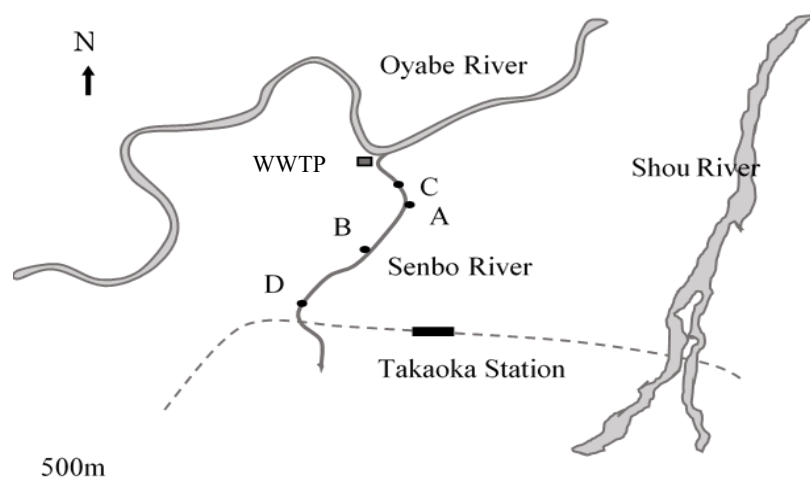 N
Oyabe River
WWTP
Shou River
C
A
B
Senbo River
D
Takaoka Station
500m